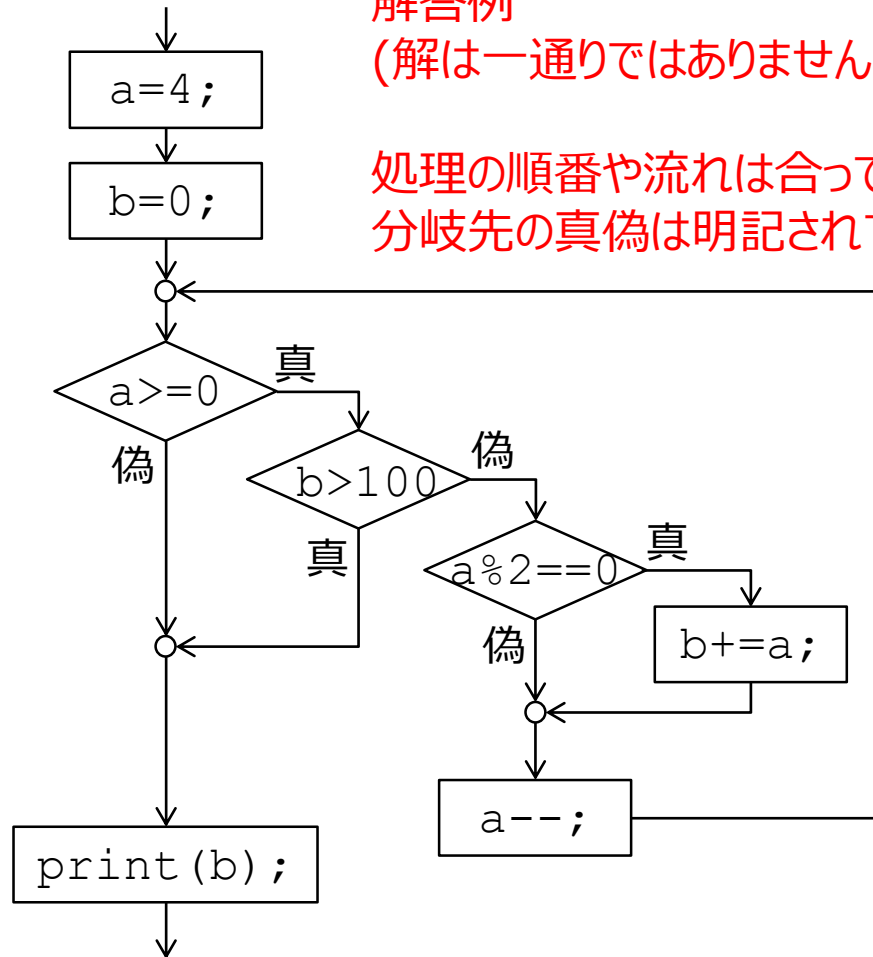 解答例
(解は一通りではありません
処理の順番や流れは合って
分岐先の真偽は明記され
a=4;
b=0;
a>=0
真
偽
b>100
偽
真
a%2==0
真
偽
b+=a;
a--;
print(b);